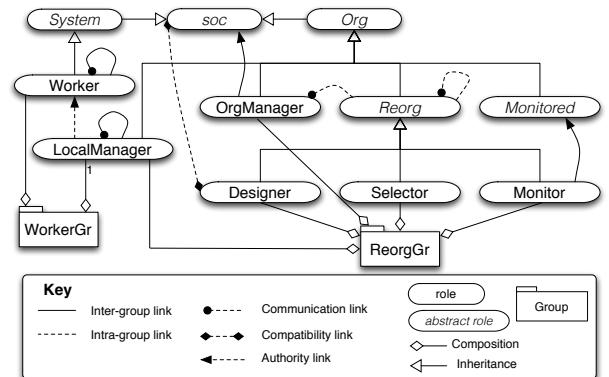 System
soc
Org
Worker
OrgManager
Reorg
Monitored
LocalManager
1
Designer
Selector
Monitor
WorkerGr
ReorgGr
Key
Inter-group link
Intra-group link
Communication link
Compatibility link
Authority link
role
abstract role
Group
Composition
Inheritance